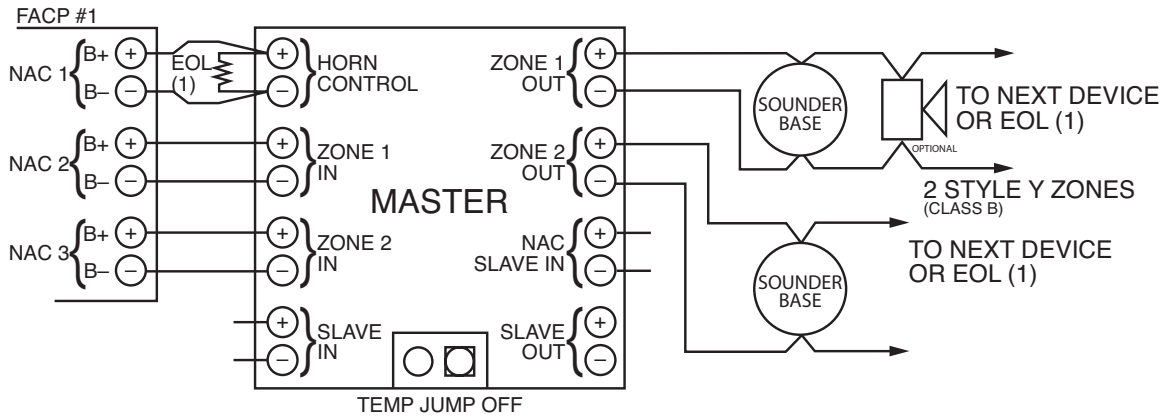 FACP #1
NAC 1
B+
+
B–
–
EOL
(1)
+
–
HORN
CONTROL
NAC 2
B+
+
B–
–
+
–
ZONE 1
IN
NAC 3
B+
+
B–
–
+
–
ZONE 2
IN
+
–
SLAVE
IN
MASTER
ZONE 1
OUT
+
–
ZONE 2
OUT
+
–
NAC
SLAVE IN
+
–
SLAVE
OUT
+
–
TEMP JUMP OFF
SOUNDER
BASE
OPTIONAL
TO NEXT DEVICE
OR EOL (1)
2 STYLE Y ZONES
(CLASS B)
SOUNDER
BASE
TO NEXT DEVICE
OR EOL (1)